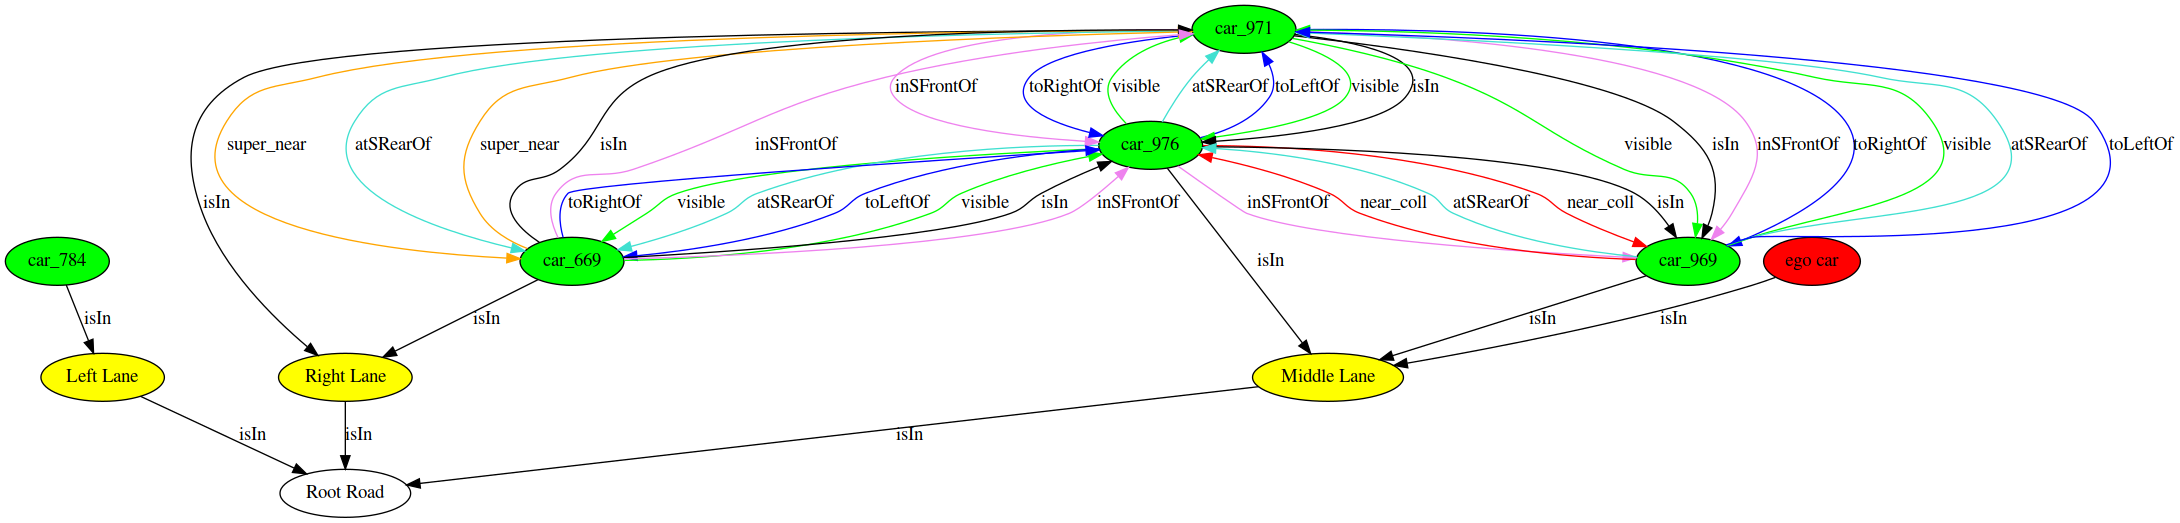 car_971
inSFrontOf
toRightOf
visible
atSRearOf
toLeftOf
visible
isIn
super_near
atSRearOf
super_near
isIn
inSFrontOf
car_976
visible
isIn
inSFrontOf
toRightOf
visible
atSRearOf
toLeftOf
isIn
toRightOf
visible
atSRearOf
toLeftOf
visible
isIn
inSFrontOf
inSFrontOf
near_coll
atSRearOf
near_coll
isIn
car_784
car_669
isIn
car_969
ego car
isIn
isIn
isIn
isIn
Left Lane
Right Lane
Middle Lane
isIn
isIn
isIn
Root Road